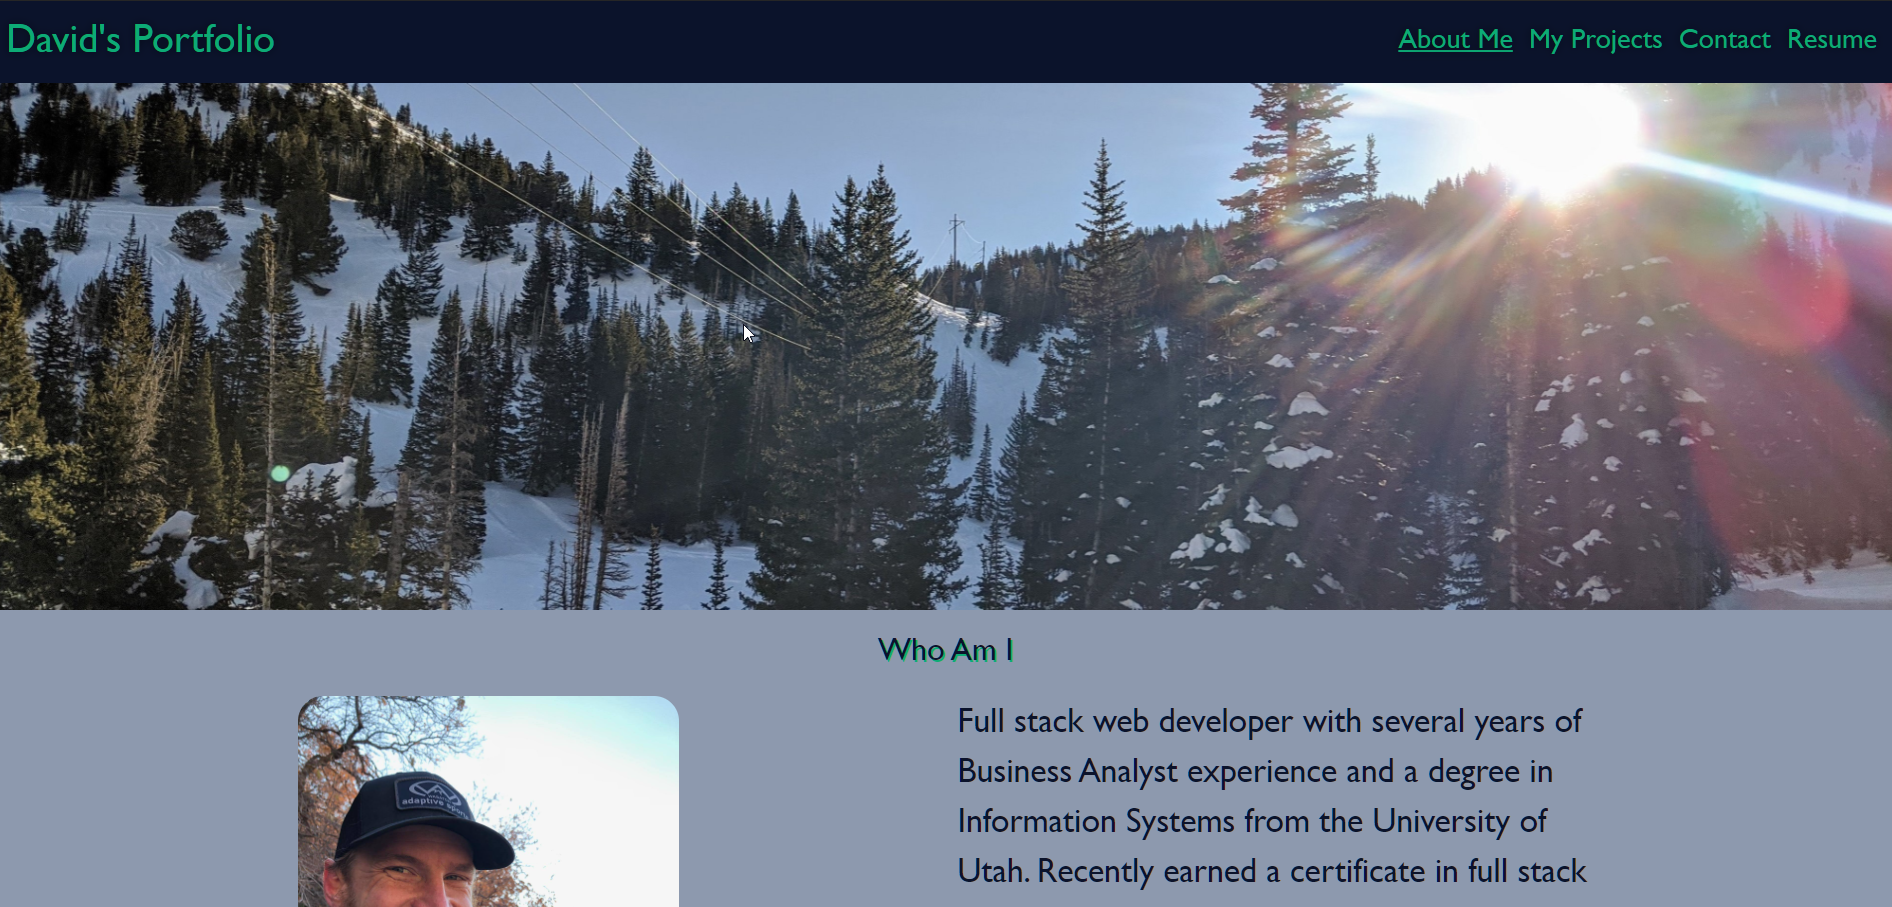 David's Portfolio
About Me My Projects Contact Resume
Who Am I
adaptive sports
Full stack web developer with several years of
Business Analyst experience and a degree in
Information Systems from the University of
Utah. Recently earned a certificate in full stack